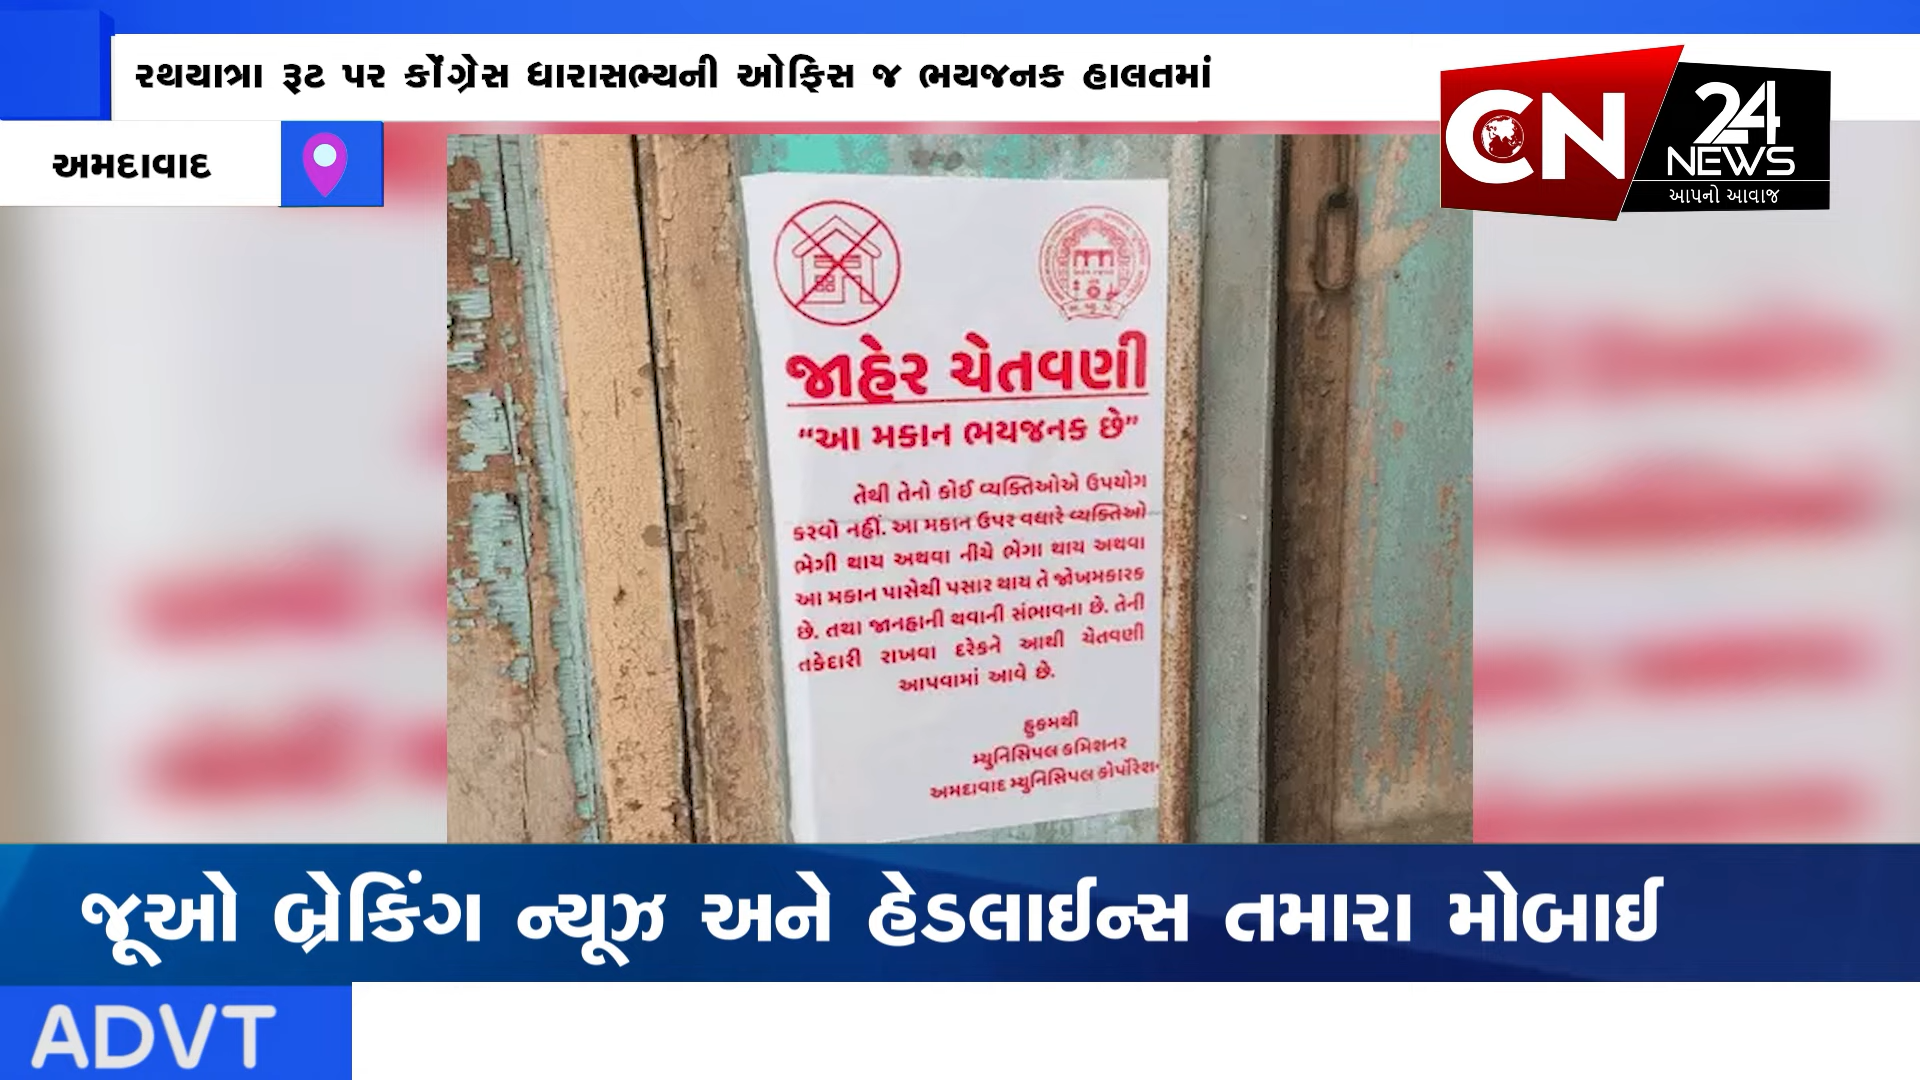 રથયાત્રા રૂટ પર કોંગ્રેસ ધારાસભ્યની ઓફિસ જ ભયજનક હાલતમાં
અમદાવાદ
CN
24
NEWS
આપનો આવાજ
જાહેર ચેતવણી
“આ મકાન ભયજનક છે”
તેથી તેનો કોઈ વ્યક્તિઓએ ઉપયોગ
કરવો નહીં. આ મકાન ઉપર વધારે વ્યક્તિઓ
ભેગી થાય અથવા નીચે ભેગા થાય અથવા
આ મકાન પાસેથી પસાર થાય તે જોખમકારક
છે. તથા જાનહાની થવાની સંભાવના છે. તેની
તકેદારી રાખવા દરેકને આથી ચેતવણી
આપવામાં આવે છે.
હુકમથી
મ્યુનિસિપલ કમિશનર
અમદાવાદ મ્યુનિસિપલ કોર્પોરેશન
જૂઓ બ્રેકિંગ ન્યૂઝ અને હેડલાઈન્સ તમારા મોબાઈ
ADVT